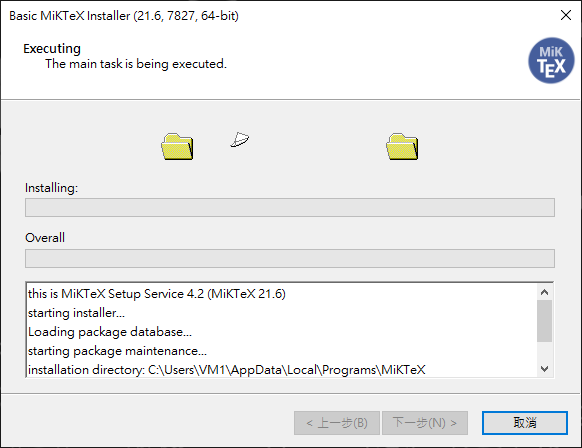 Basic MiKTeX Installer (21.6, 7827, 64-bit)
Executing
The main task is being executed.
MiK
TEX
Installing:
Overall
this is MiKTeX Setup Service 4.2 (MiKTeX 21.6)
starting installer...
Loading package database...
starting package maintenance...
installation directory: C:\Users\VM1\AppData\Local\Programs\MiKTeX
< 上一步(B)
下一步(N) >
取消